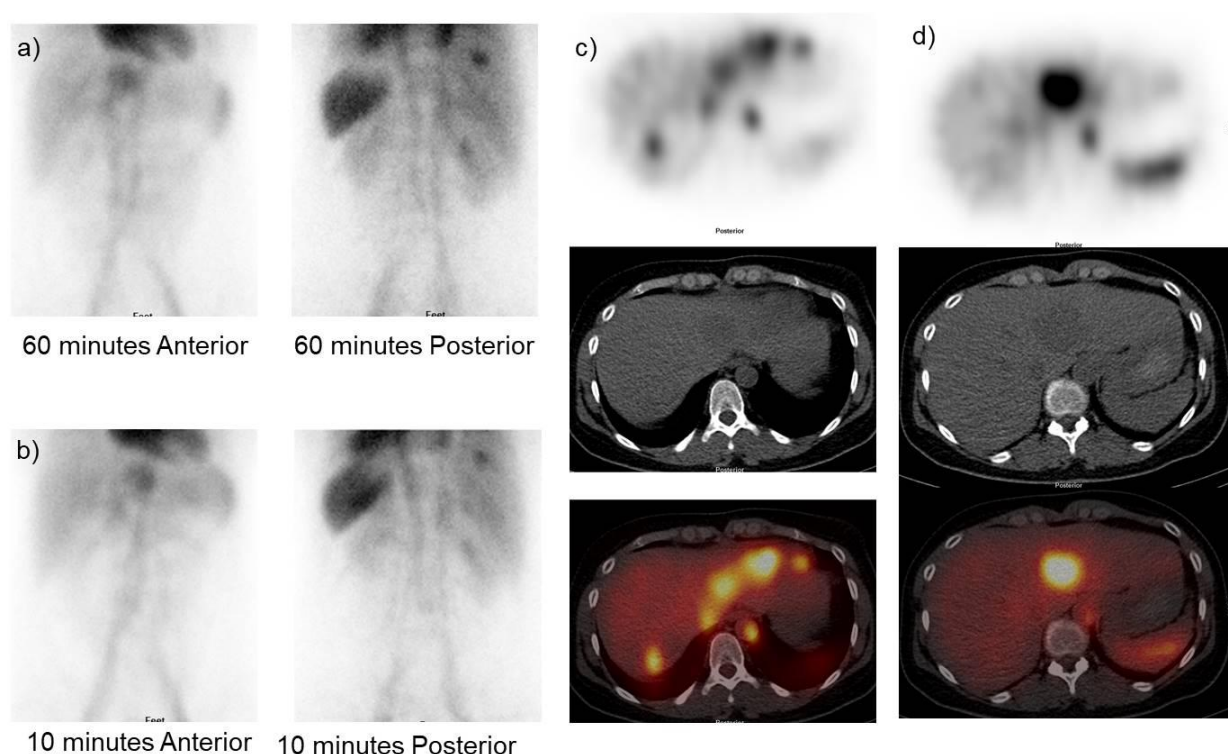 a)
Feet
60 minutes Anterior
Feet
60 minutes Posterior
b)
Feet
10 minutes Anterior
10 minutes Posterior
c)
Posterior
Posterior
Posterior
d)
Posterior
Posterior